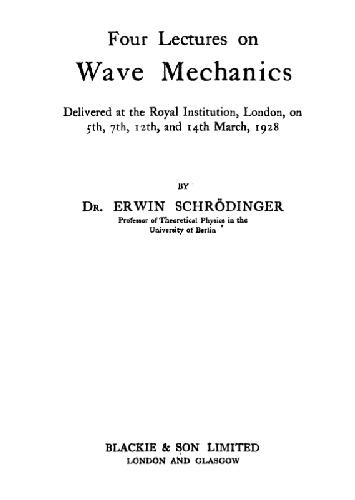 Four Lectures on
Wave Mechanics
Delivered at the Royal Institution, London, on
5th, 7th, 12th, and 14th March, 1928
BY
DR. ERWIN SCHRÖDINGER
Professor of Theoretical Physics in the
University of Berlin
BLACKIE & SON LIMITED
LONDON AND GLASGOW